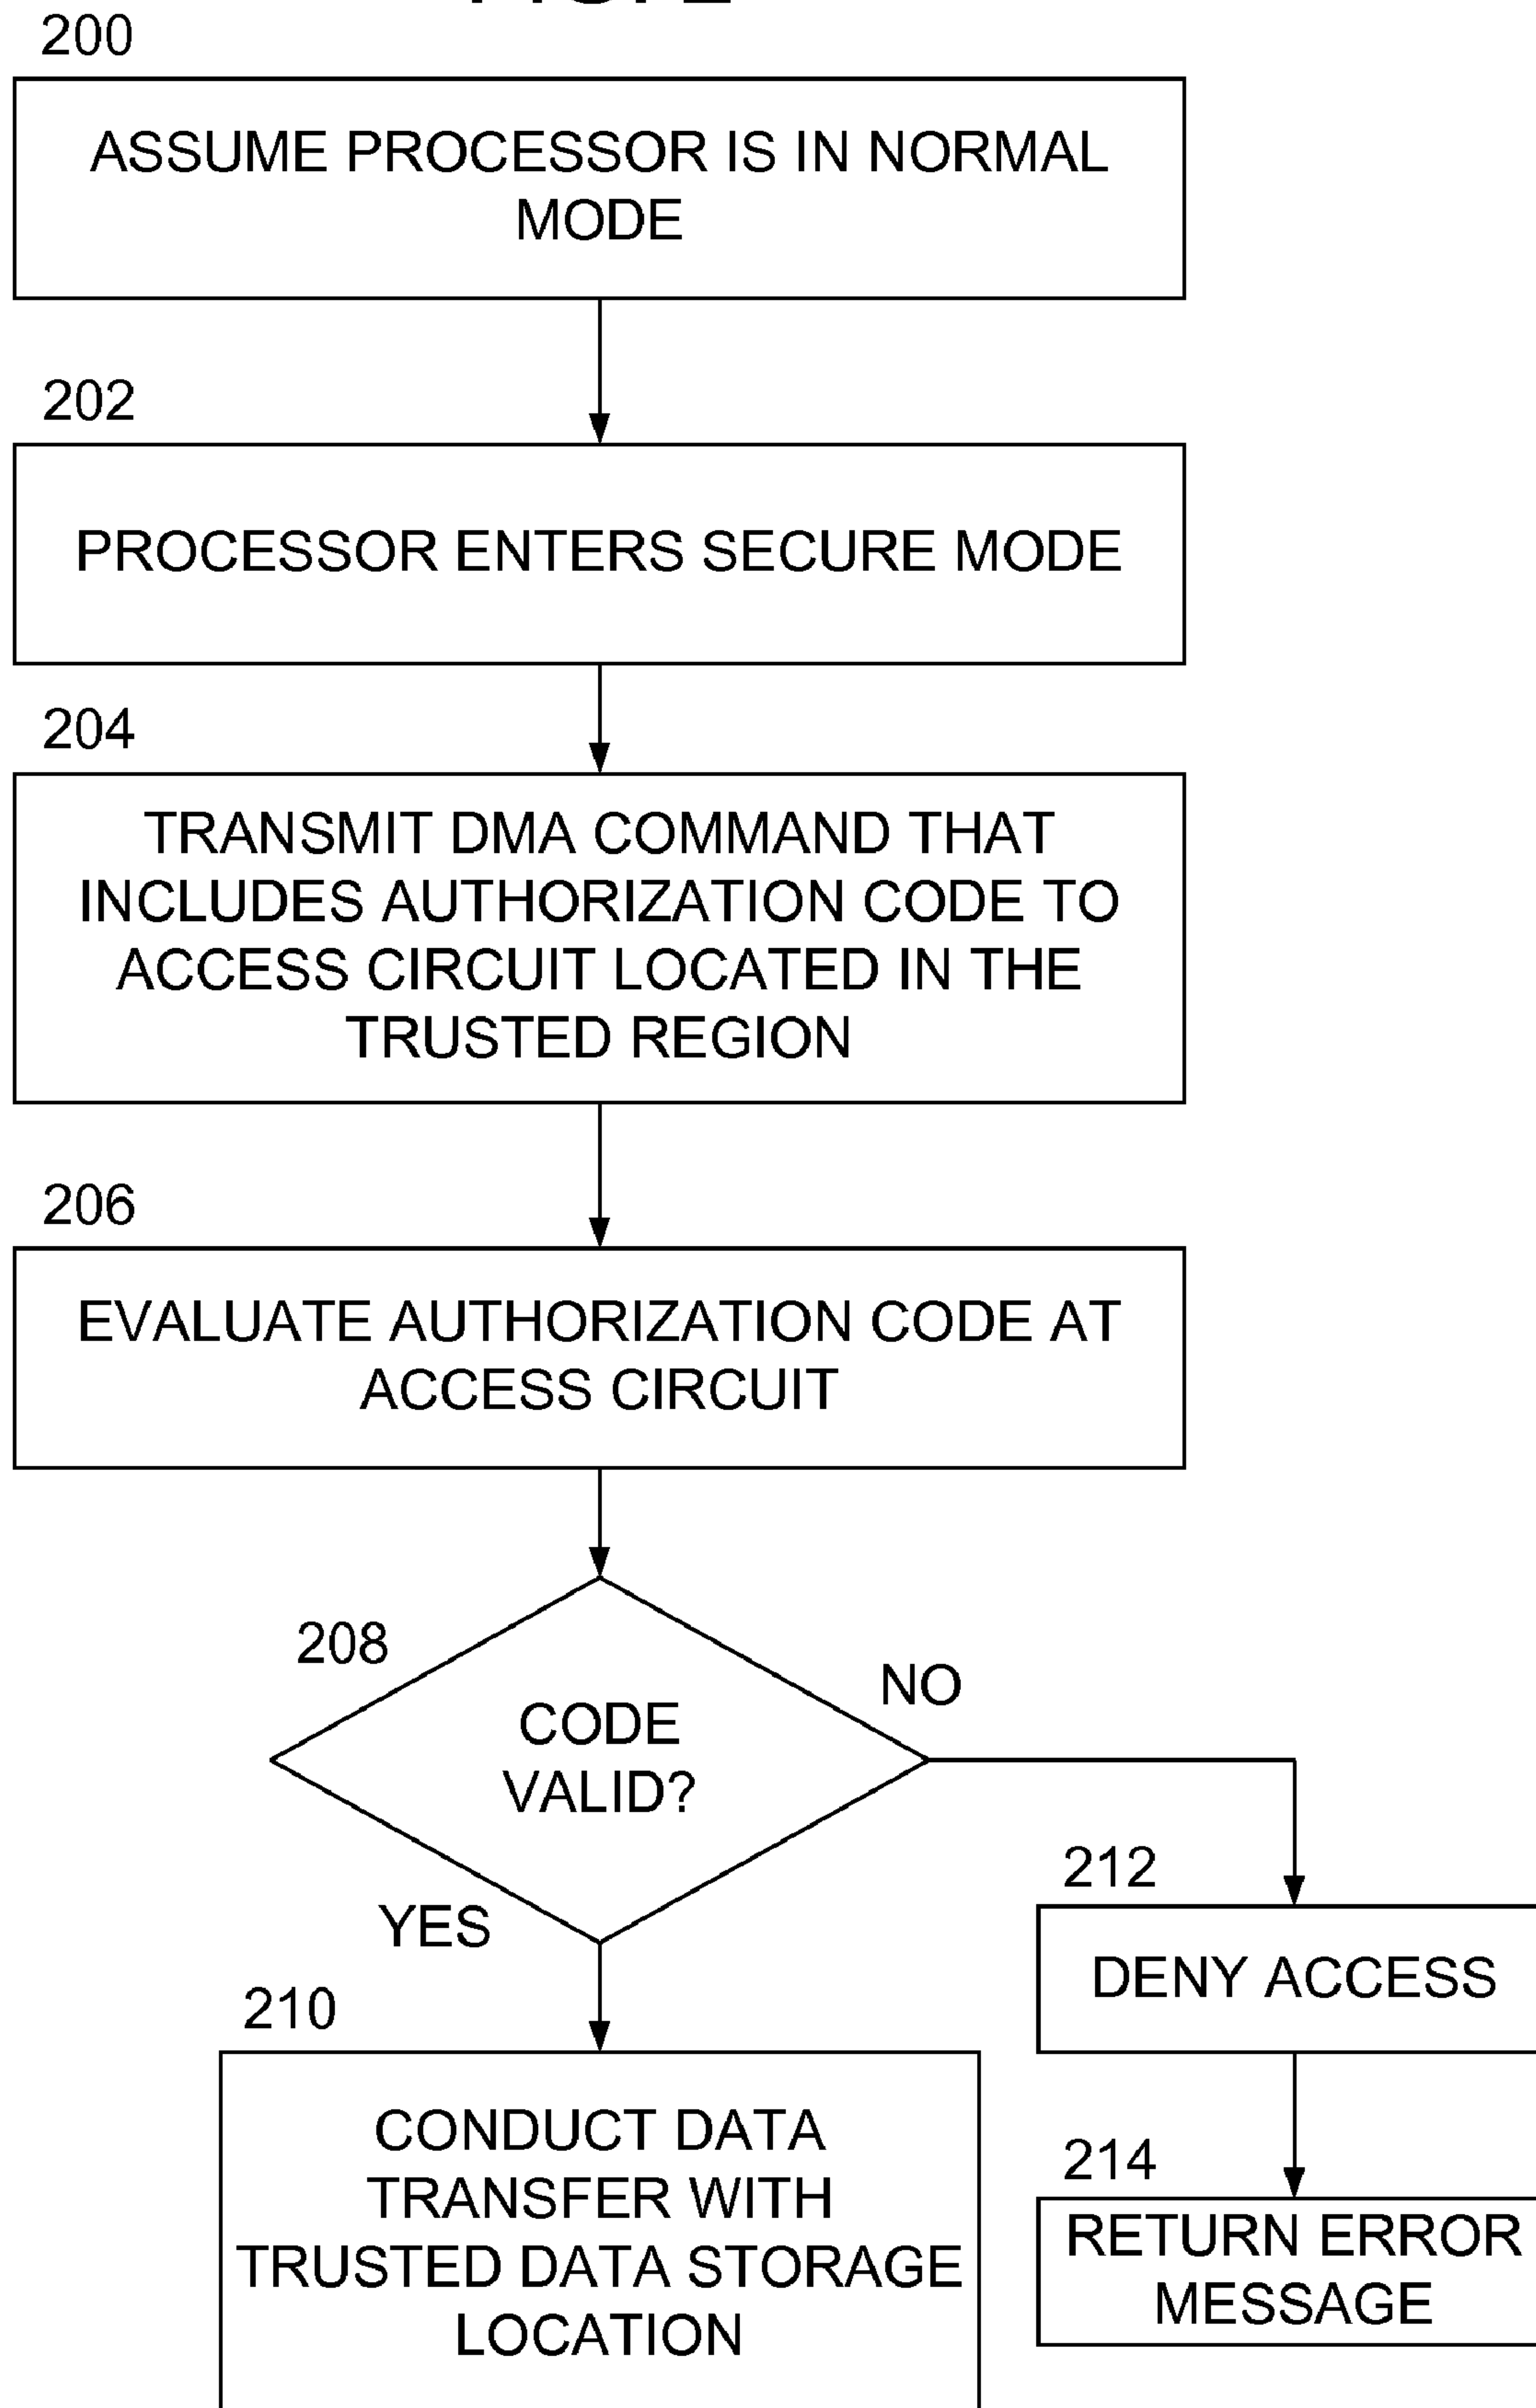 200
ASSUME PROCESSOR IS IN NORMAL
MODE
202
PROCESSOR ENTERS SECURE MODE
204
TRANSMIT DMA COMMAND THAT
INCLUDES AUTHORIZATION CODE TO
ACCESS CIRCUIT LOCATED IN THE
TRUSTED REGION
206
EVALUATE AUTHORIZATION CODE AT
ACCESS CIRCUIT
208
CODE
VALID?
NO
YES
212
DENY ACCESS
210
CONDUCT DATA
TRANSFER WITH
TRUSTED DATA STORAGE
LOCATION
214
RETURN ERROR
MESSAGE